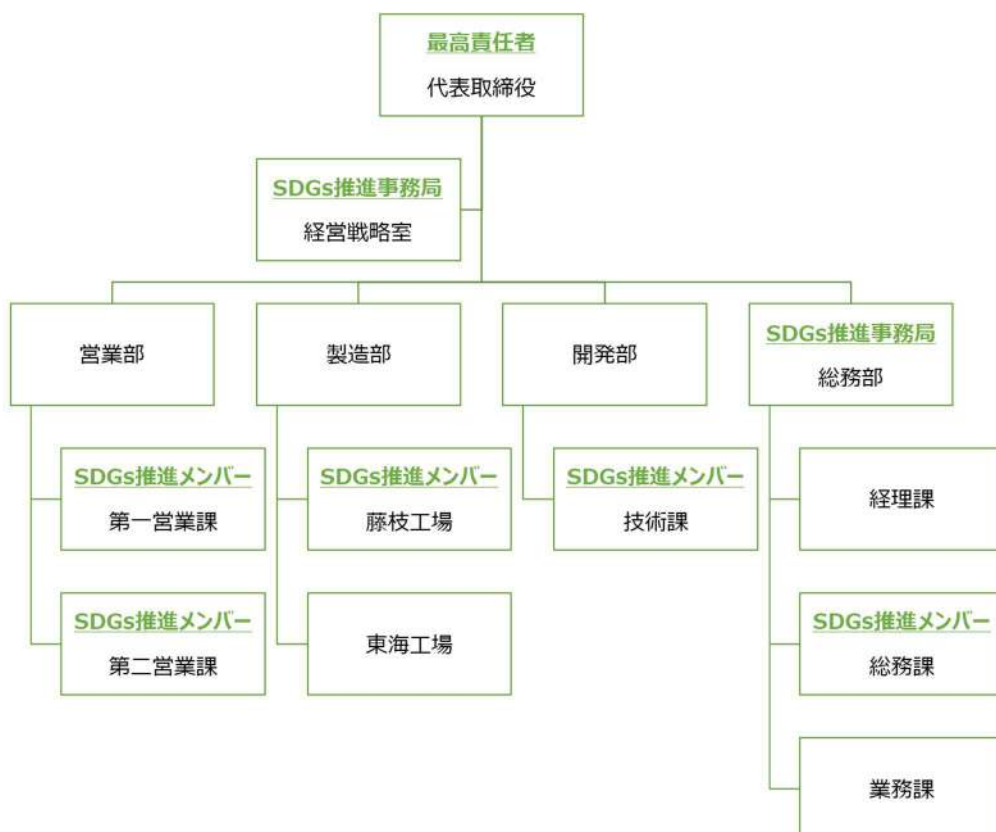 最高責任者
代表取締役
SDGs推進事務局
経営戦略室
営業部
製造部
開発部
SDGs推進事務局
総務部
SDGs推進メンバー
第一営業課
SDGs推進メンバー
藤枝工場
SDGs推進メンバー
技術課
経理課
SDGs推進メンバー
第二営業課
東海工場
SDGs推進メンバー
総務課
業務課